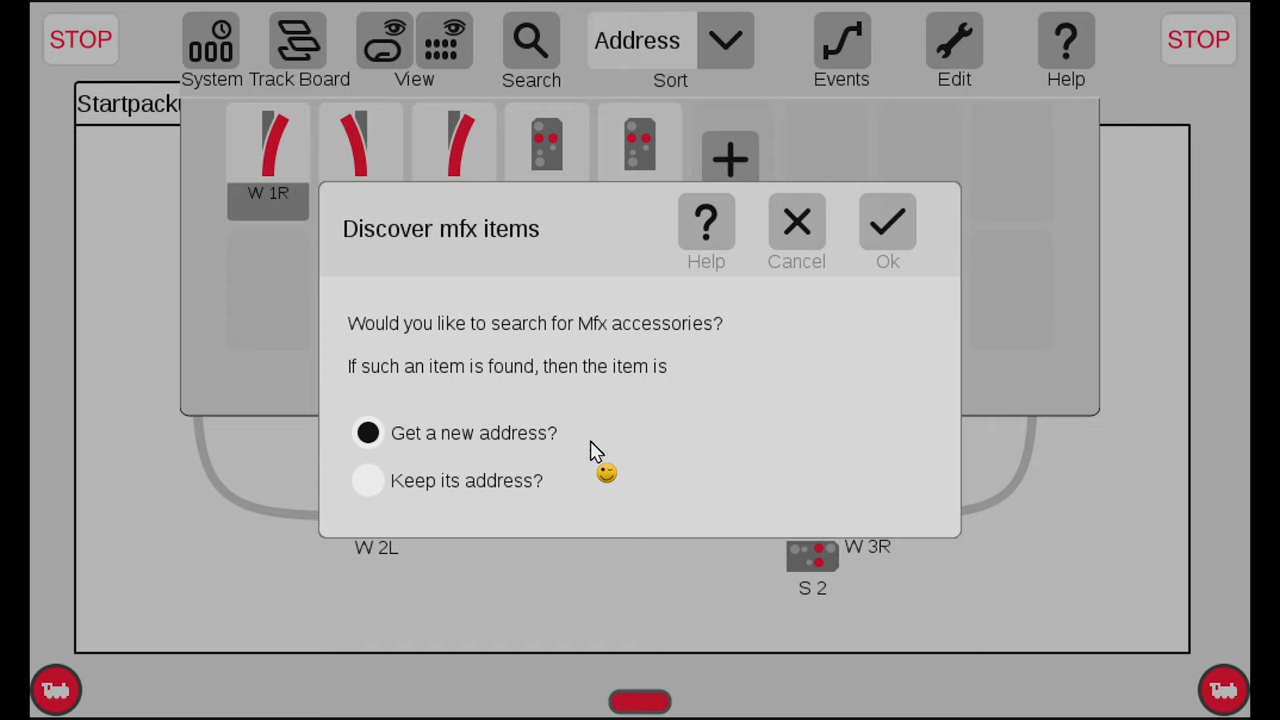 STOP
System
Track Board
View
Search
Address
Sort
Events
Edit
Help
STOP
Startpacku
W 1R
Discover mfx items
Help
Cancel
Ok
Would you like to search for Mfx accessories?
If such an item is found, then the item is
Get a new address?
Keep its address?
W 2L
W 3R
S 2